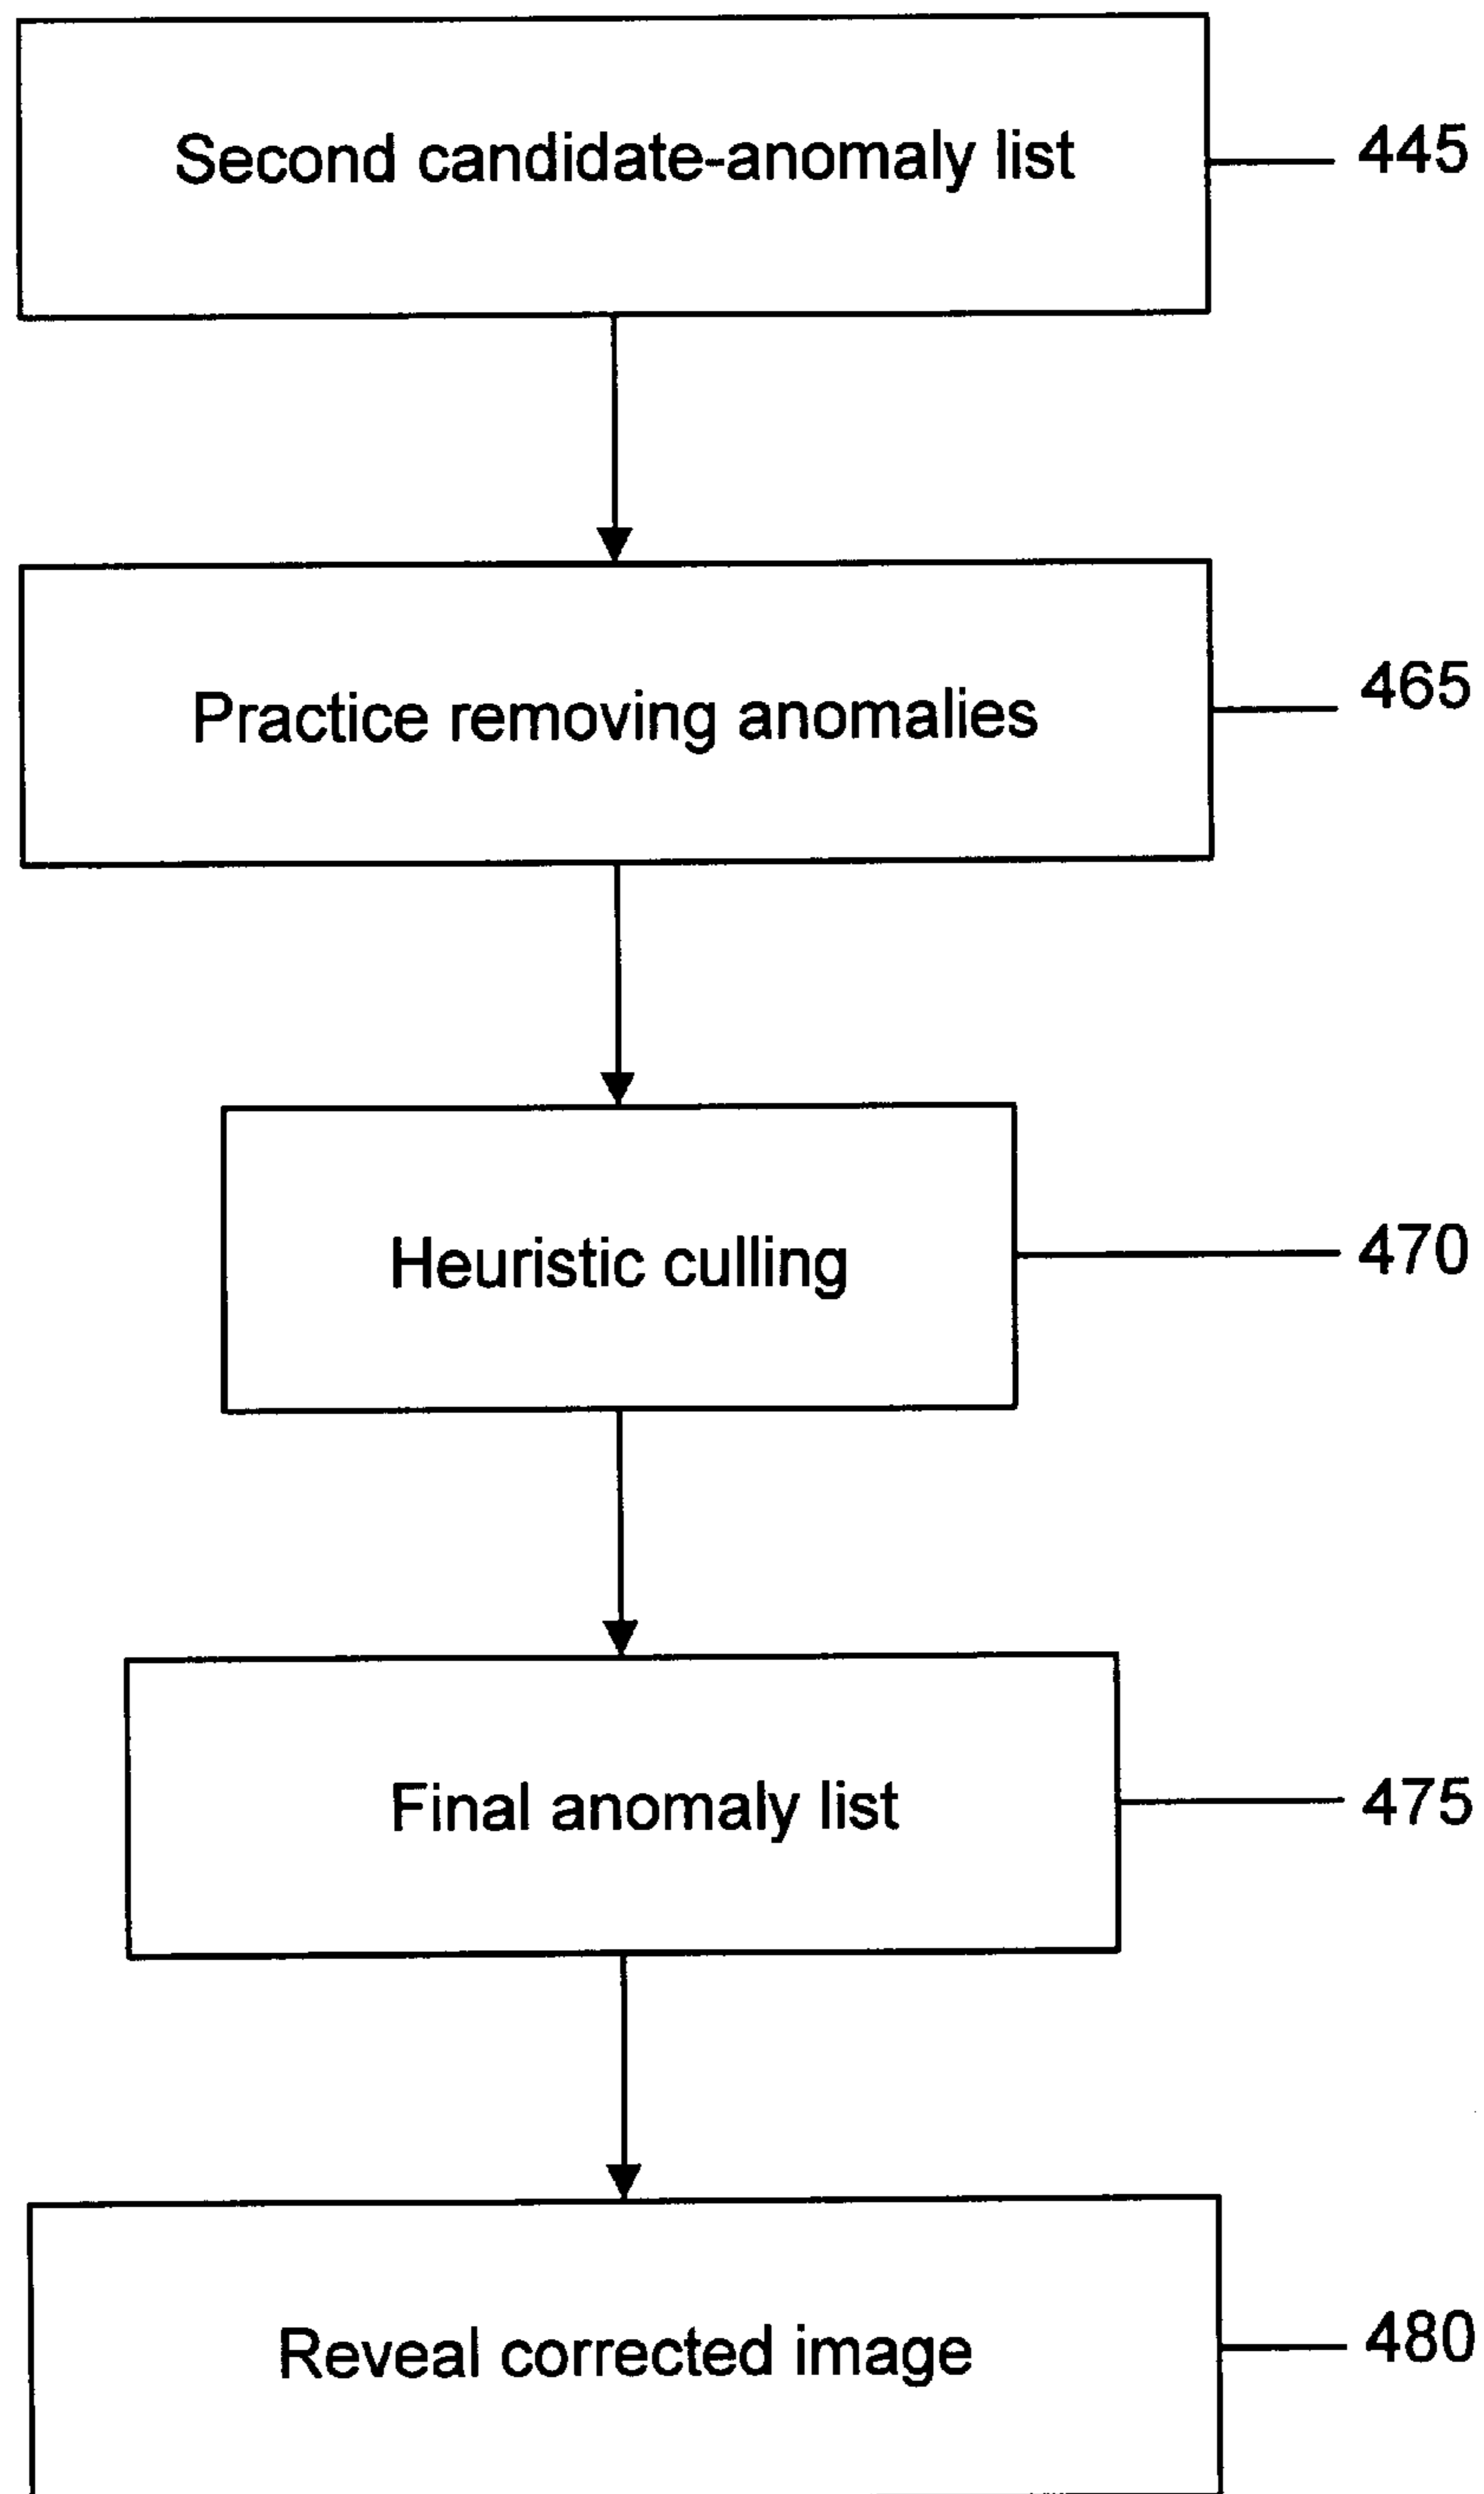 Second candidate-anomaly list 445
Practice removing anomalies 465
Heuristic culling 470
Final anomaly list 475
Reveal corrected image 480